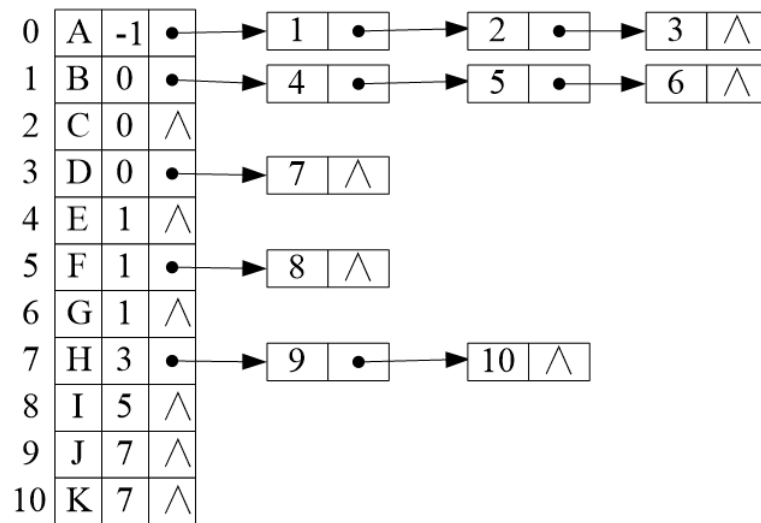 0 A -1 1 2 3 ∧
1 B 0 4 5 6 ∧
2 C 0 ∧
3 D 0 7 ∧
4 E 1 ∧
5 F 1 8 ∧
6 G 1 ∧
7 H 3 9 10 ∧
8 I 5 ∧
9 J 7 ∧
10 K 7 ∧